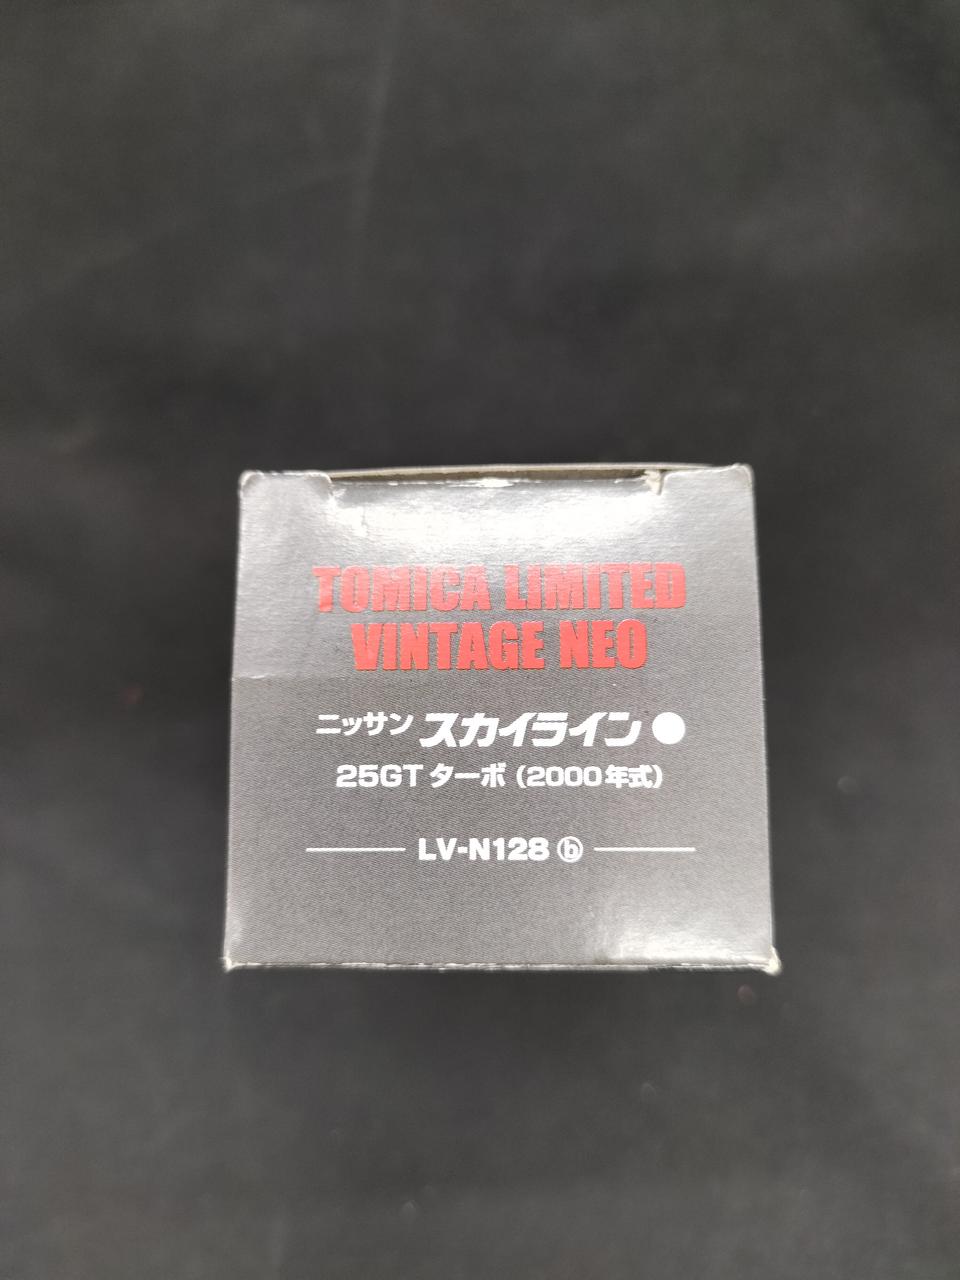 TOMICA LIMITED
VINTAGE NEO
ニッサン スカイライン
25GT ターボ (2000年式)
LV-N128 ⓑ